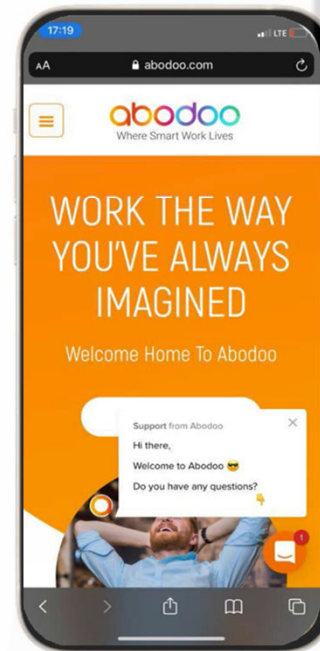 17:19
LTE
AA abodoo.com
abodoo
Where Smart Work Lives
WORK THE WAY
YOU'VE ALWAYS
IMAGINED
Welcome Home To Abodoo
Support from Abodoo
Hi there,
Welcome to Abodoo 😎
Do you have any questions?
👇
1